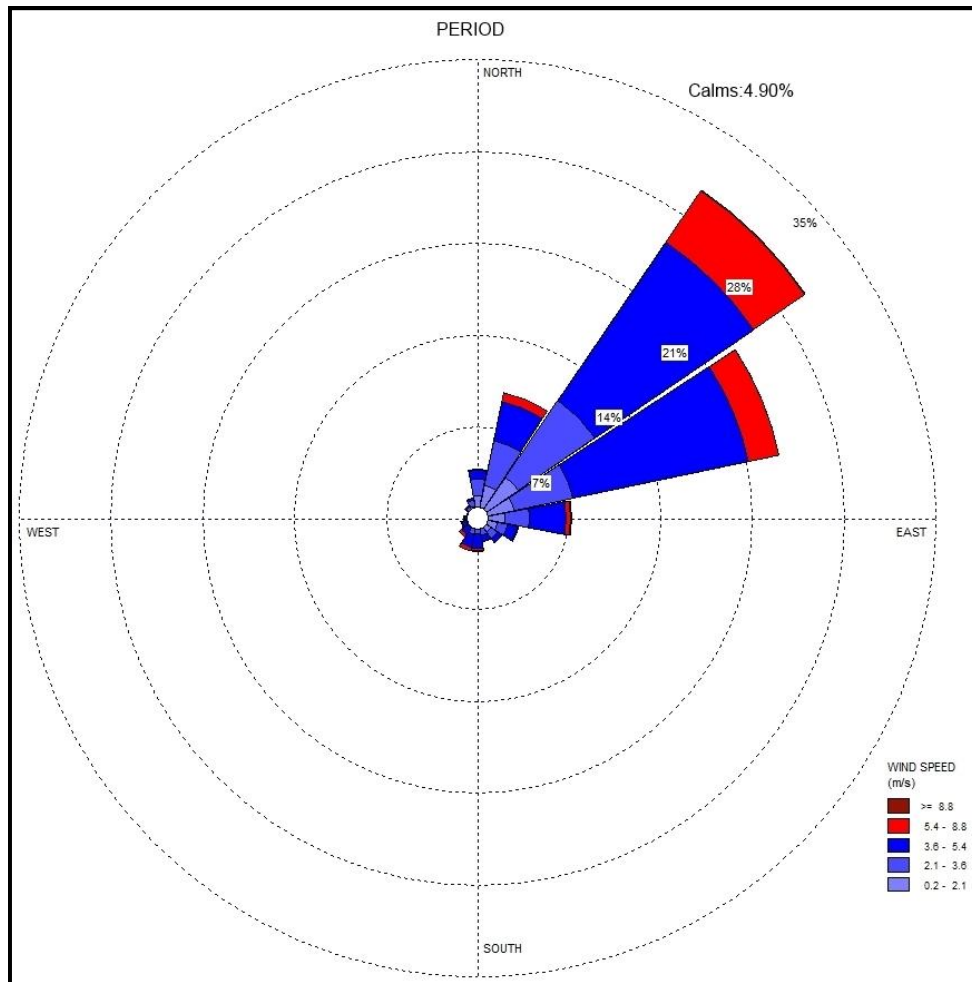 PERIOD
NORTH
Calms:4.90%
35%
28%
21%
14%
7%
WEST
EAST
SOUTH
WIND SPEED
(m/s)
>= 8.8
5.4 - 8.8
3.6 - 5.4
2.1 - 3.6
0.2 - 2.1